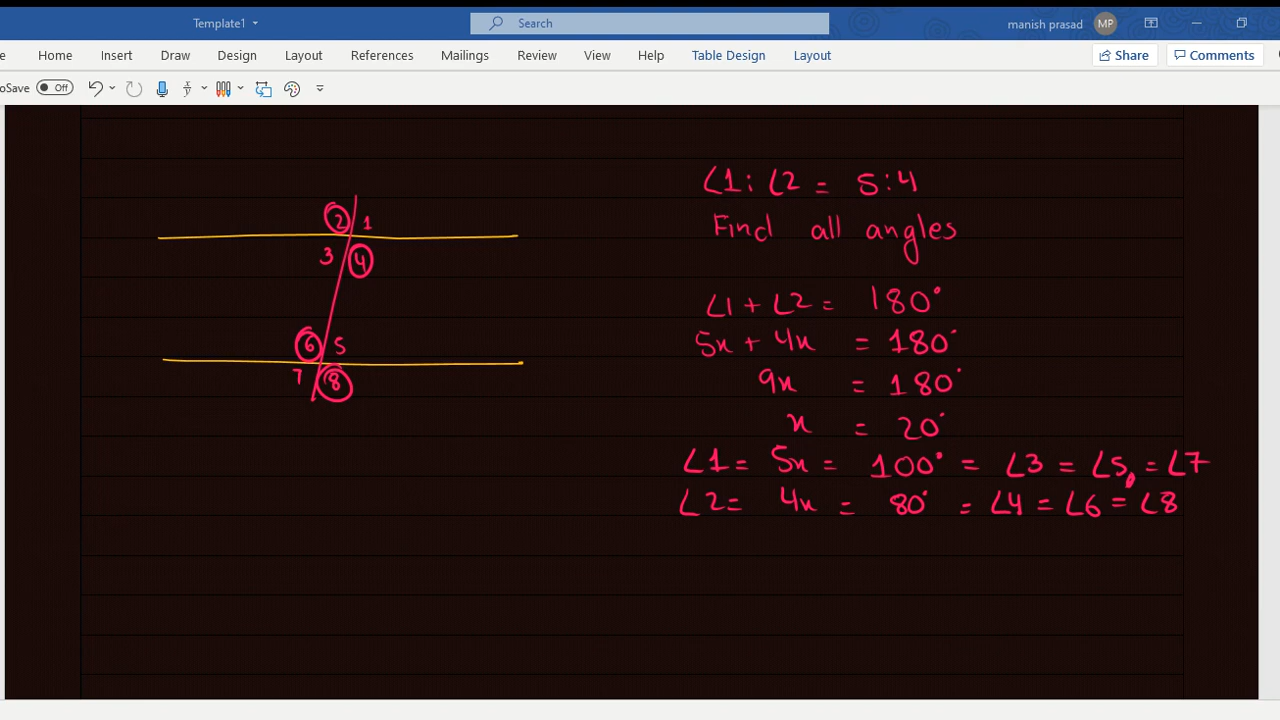 Template1
Search
manish prasad MP
e Home Insert Draw Design Layout References Mailings Review View Help Table Design Layout Share Comments
oSave Off
∠1 : ∠2 = 5 : 4
Find all angles
2 1
3 4
6 5
7 8
∠1 + ∠2 = 180°
5x + 4x = 180°
9x = 180°
x = 20°
∠1 = 5x = 100° = ∠3 = ∠5, = ∠7
∠2 = 4x = 80° = ∠4 = ∠6 = ∠8